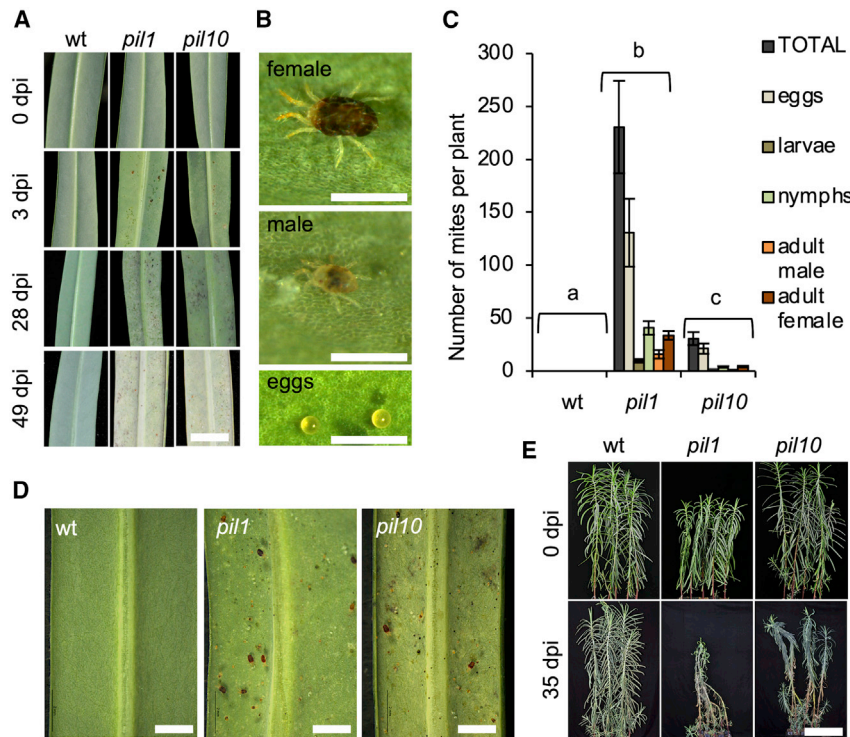 A
wt pil1 pil10
0 dpi
3 dpi
28 dpi
49 dpi
B
female
male
eggs
C
Number of mites per plant
300
250
200
150
100
50
0
a
b
c
wt pil1 pil10
TOTAL
eggs
larvae
nymphs
adult
male
adult
female
D
wt
pil1
pil10
E
wt pil1 pil10
0 dpi
35 dpi